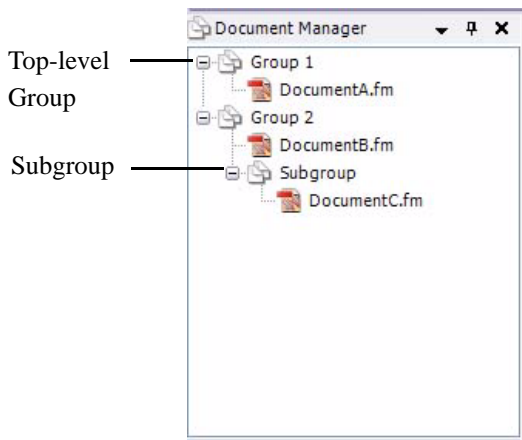 Document Manager
Top-level
Group
Group 1
DocumentA.fm
Group 2
DocumentB.fm
Subgroup
Subgroup
DocumentC.fm